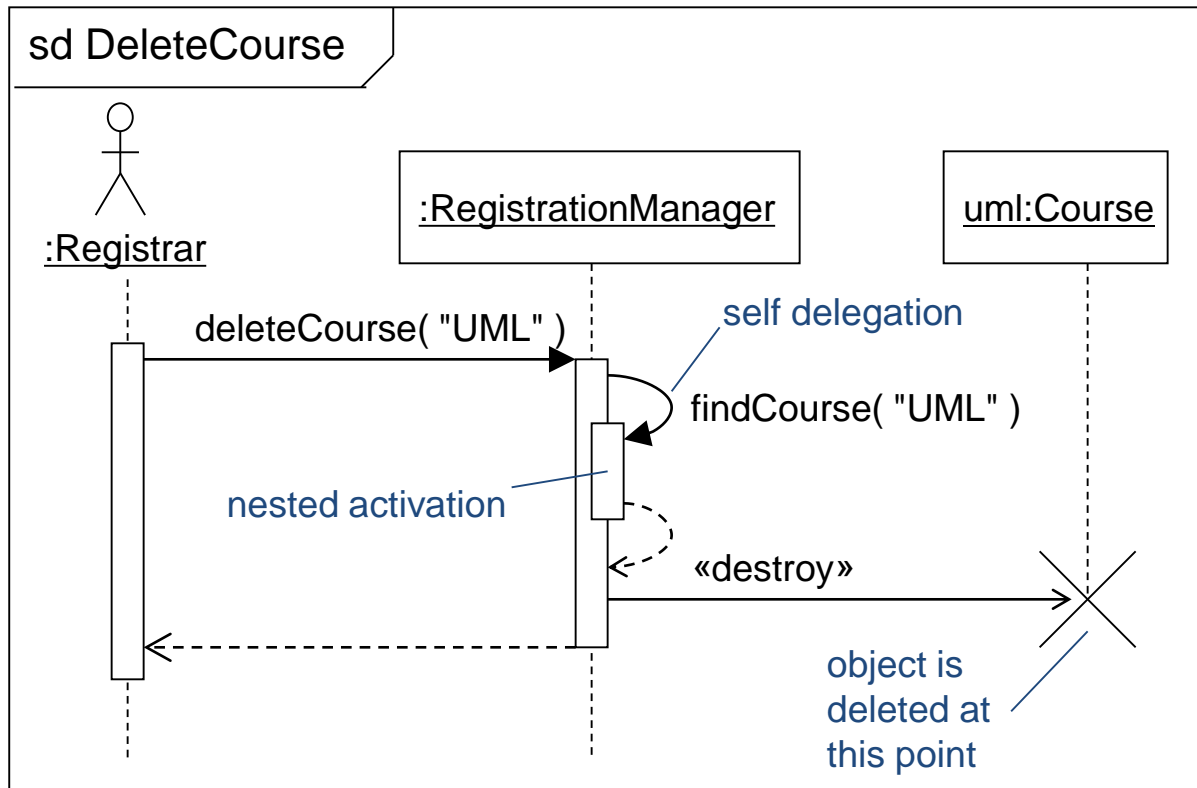 sd DeleteCourse
:Registrar
:RegistrationManager
uml:Course
deleteCourse( "UML" )
self delegation
findCourse( "UML" )
nested activation
«destroy»
object is
deleted at
this point